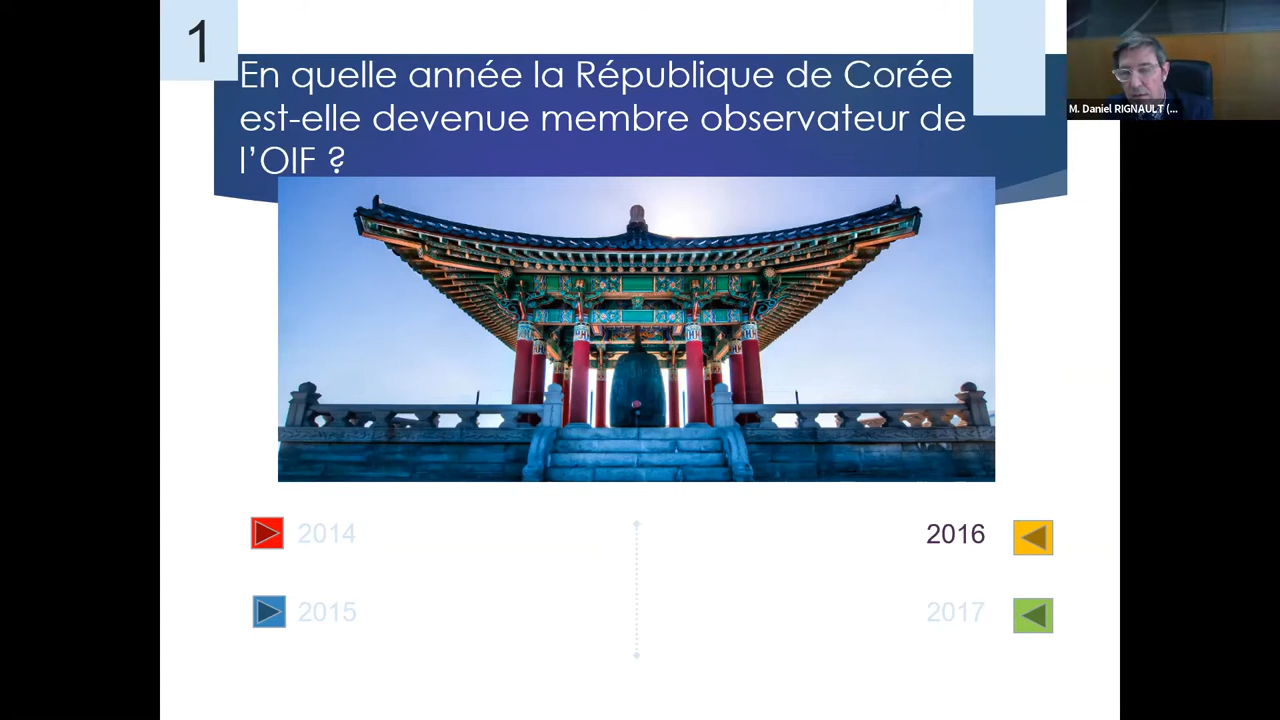 1
En quelle année la République de Corée
est-elle devenue membre observateur de
l'OIF ?
M. Daniel RIGNAULT (...
2014
2016
2015
2017